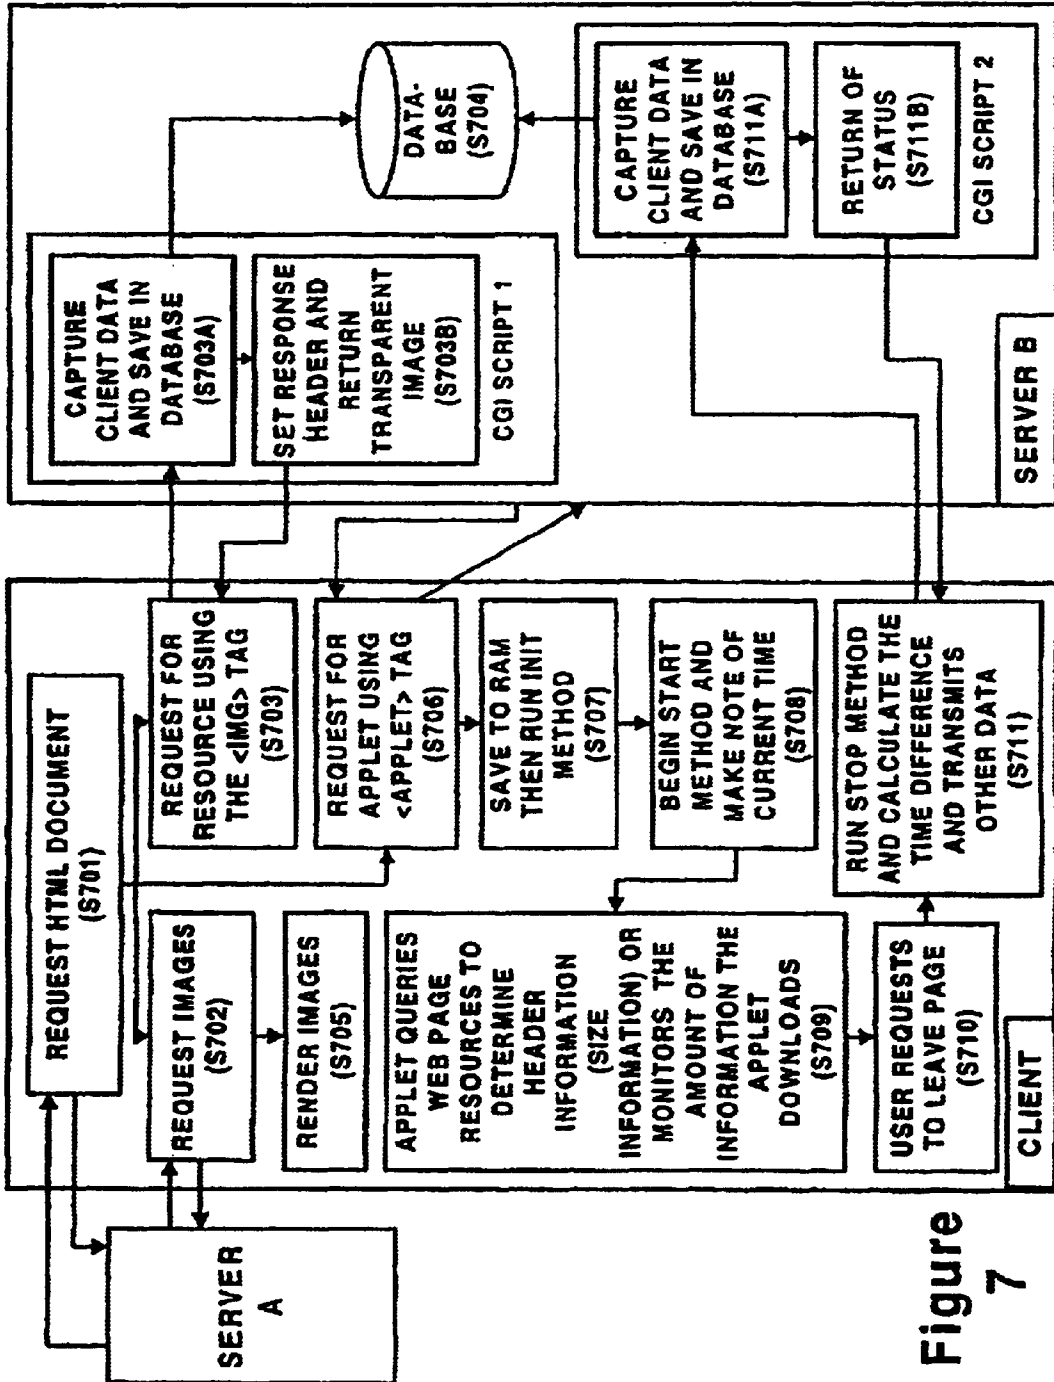 SERVER
A
REQUEST HTML DOCUMENT
(S701)
REQUEST IMAGES
(S702)
RENDER IMAGES
(S705)
REQUEST FOR
RESOURCE USING
THE <IMG> TAG
(S703)
REQUEST FOR
APPLET USING
<APPLET> TAG
(S706)
SAVE TO RAM
THEN RUN INIT
METHOD
(S707)
BEGIN START
METHOD AND
MAKE NOTE OF
CURRENT TIME
(S708)
APPLET QUERIES
WEB PAGE
RESOURCES TO
DETERMINE
HEADER
INFORMATION
(SIZE
INFORMATION) OR
MONITORS THE
AMOUNT OF
INFORMATION THE
APPLET
DOWNLOADS
(S709)
USER REQUESTS
TO LEAVE PAGE
(S710)
RUN STOP METHOD
AND CALCULATE THE
TIME DIFFERENCE
AND TRANSMITS
OTHER DATA
(S711)
CLIENT
CAPTURE
CLIENT DATA
AND SAVE IN
DATABASE
(S703A)
SET RESPONSE
HEADER AND
RETURN
TRANSPARENT
IMAGE
(S703B)
CGI SCRIPT 1
DATA-
BASE
(S704)
CAPTURE
CLIENT DATA
AND SAVE IN
DATABASE
(S711A)
RETURN OF
STATUS
(S711B)
CGI SCRIPT 2
SERVER B
Figure
7